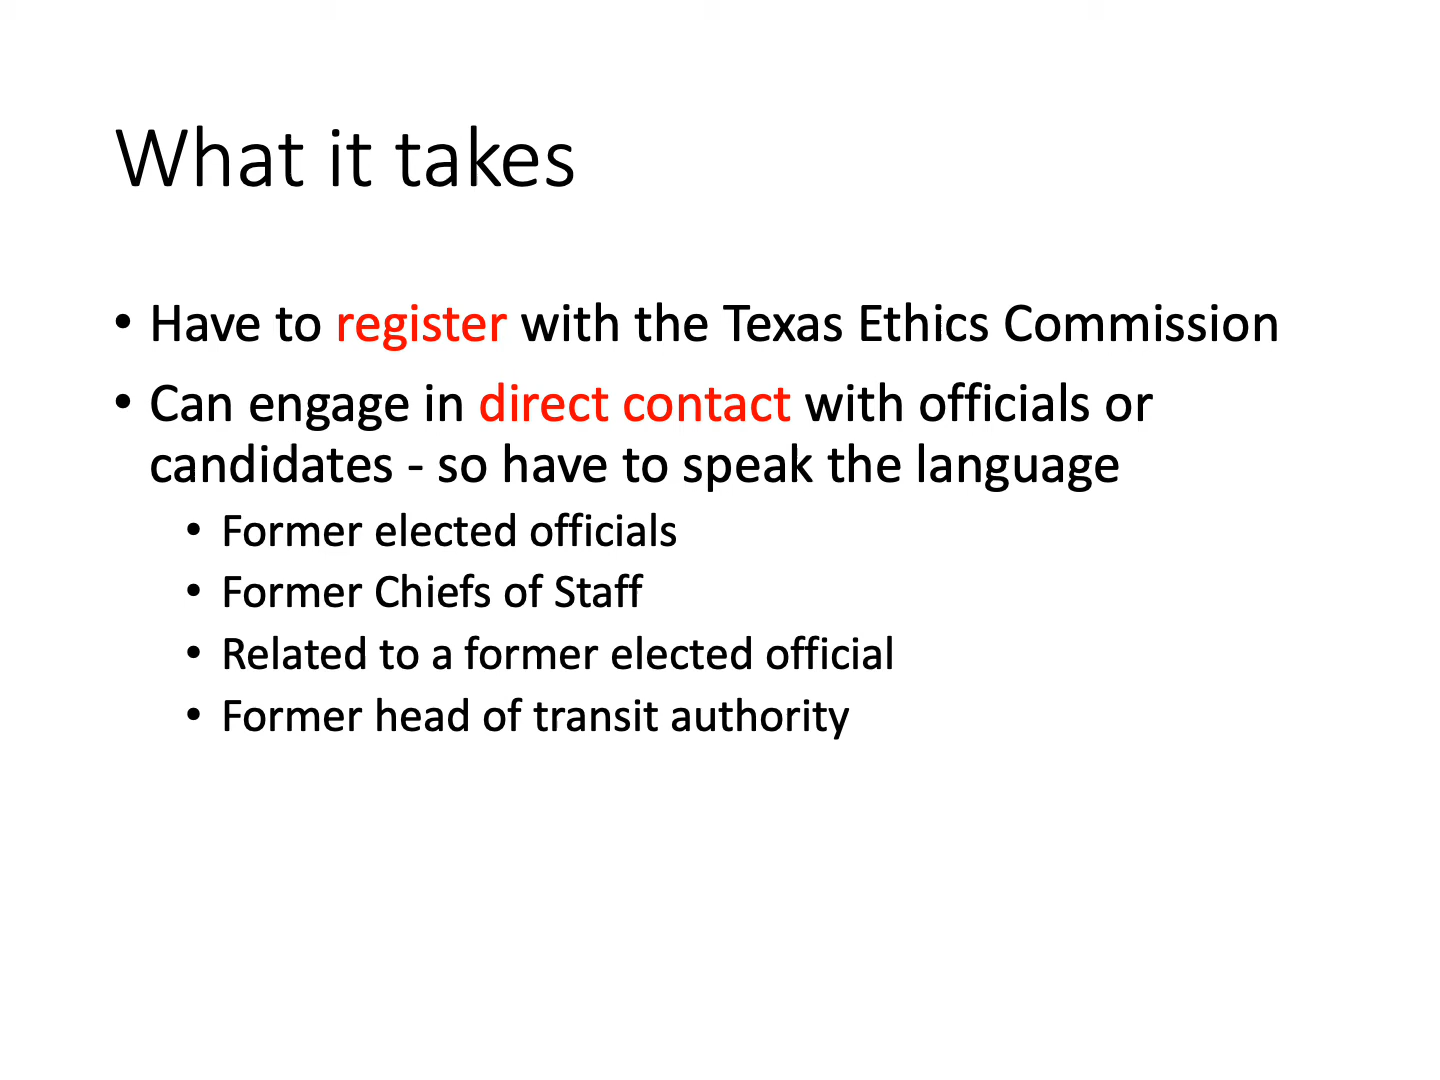 What it takes
• Have to register with the Texas Ethics Commission
• Can engage in direct contact with officials or
candidates - so have to speak the language
• Former elected officials
• Former Chiefs of Staff
• Related to a former elected official
• Former head of transit authority